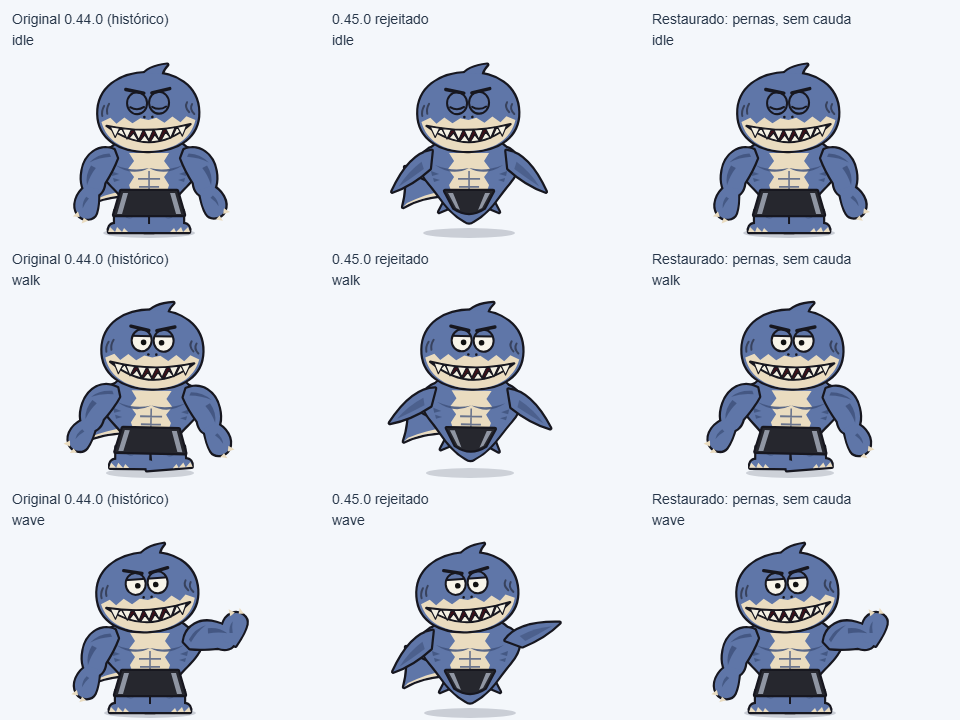 Original 0.44.0 (histórico)
idle
0.45.0 rejeitado
idle
Restaurado: pernas, sem cauda
idle
Original 0.44.0 (histórico)
walk
0.45.0 rejeitado
walk
Restaurado: pernas, sem cauda
walk
Original 0.44.0 (histórico)
wave
0.45.0 rejeitado
wave
Restaurado: pernas, sem cauda
wave